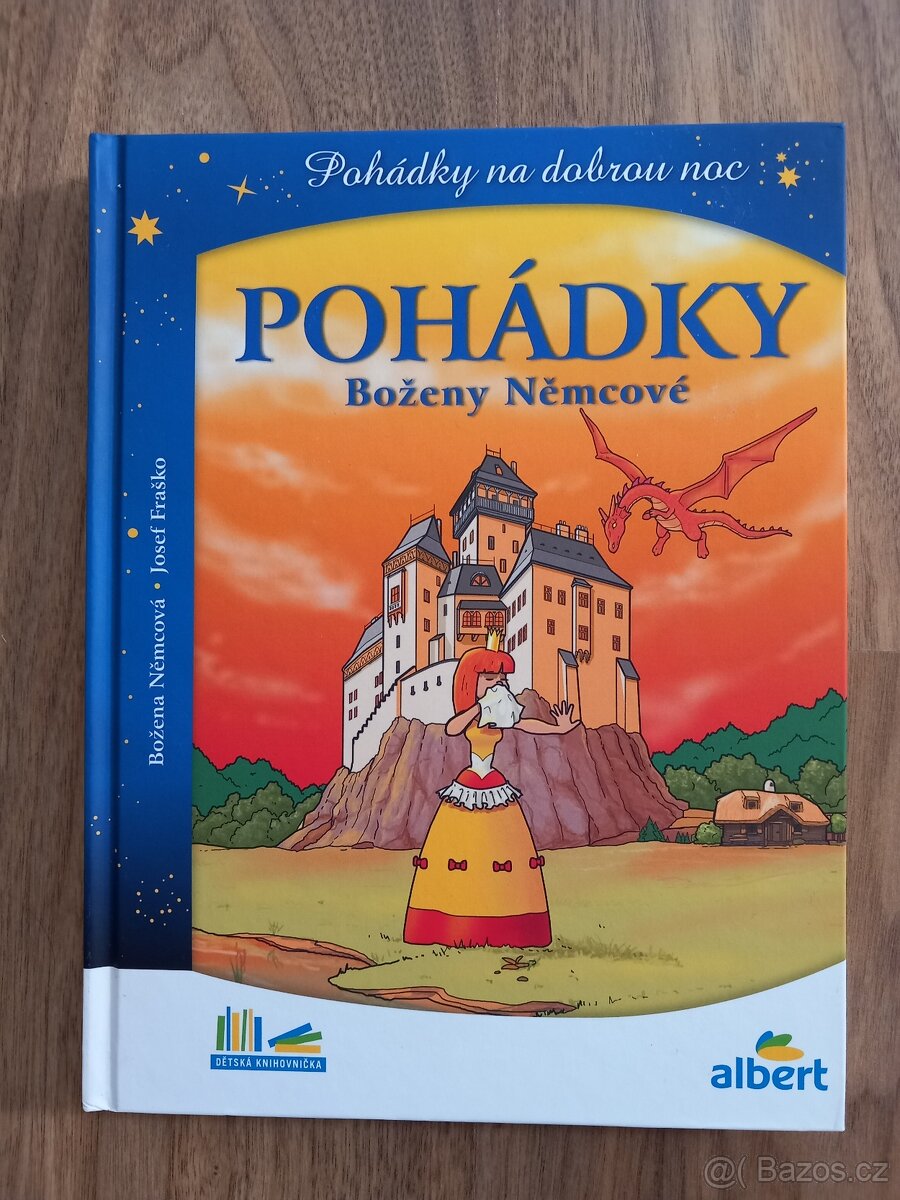 Pohádky na dobrou noc
POHÁDKY
Boženy Němcové
Božena Němcová • Josef Fraško
DĚTSKÁ KNIHOVNIČKA
albert
@( Bazos.cz